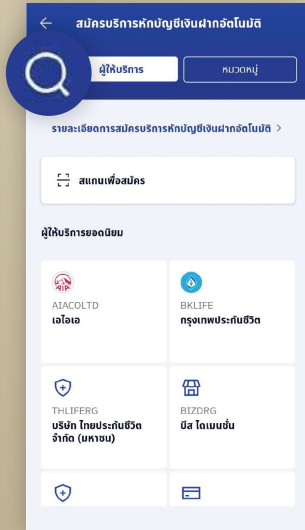 สมัครบริการหักบัญชีเงินฝากอัตโนมัติ
ผู้ให้บริการ
หมวดหมู่
รายละเอียดการสมัครบริการหักบัญชีเงินฝากอัตโนมัติ >
สแกนเพื่อสมัคร
ผู้ให้บริการยอดนิยม
AIA
AIACOLTD
เอไอเอ
BKLIFE
กรุงเทพประกันชีวิต
THLIFERG
บริษัท ไทยประกันชีวิต
จำกัด (มหาชน)
BIZDRG
บีส ไดเมนชั่น